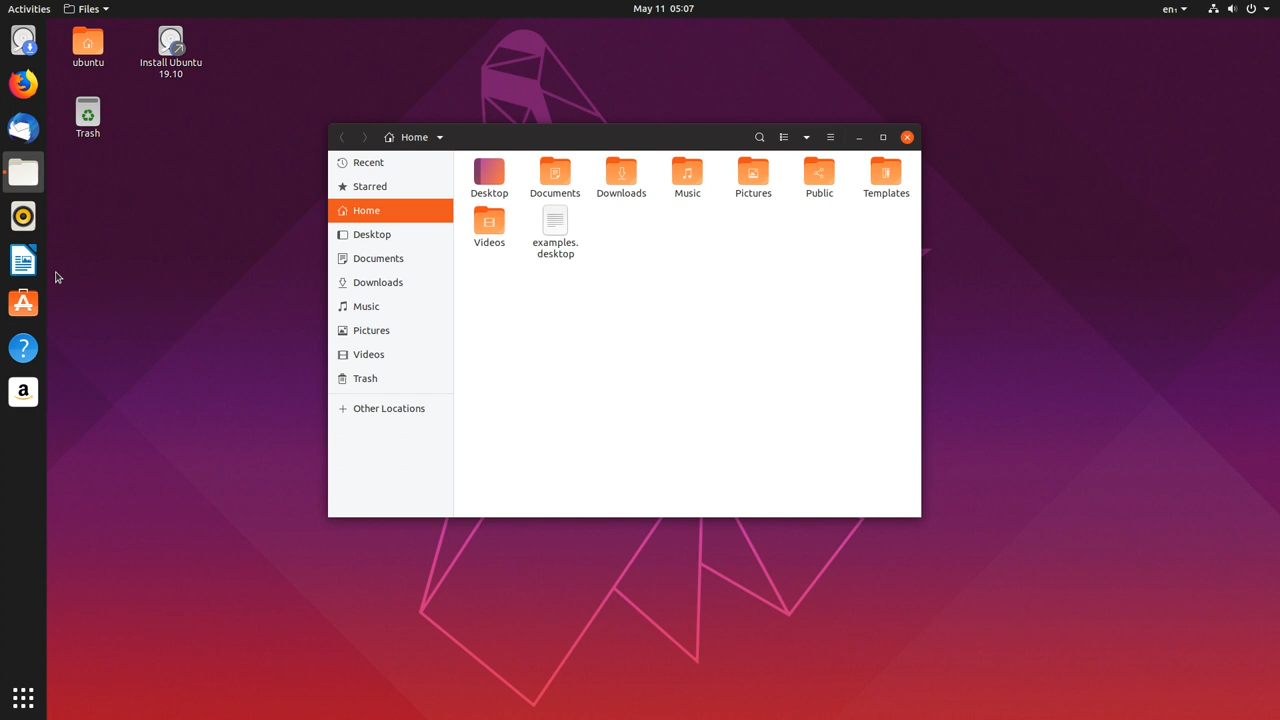 Activities
Files
May 11 05:07
en₁
ubuntu
Install Ubuntu
19.10
Trash
Home
Recent
Starred
Home
Desktop
Documents
Downloads
Music
Pictures
Videos
Trash
Other Locations
Desktop
Documents
Downloads
Music
Pictures
Public
Templates
Videos
examples.
desktop